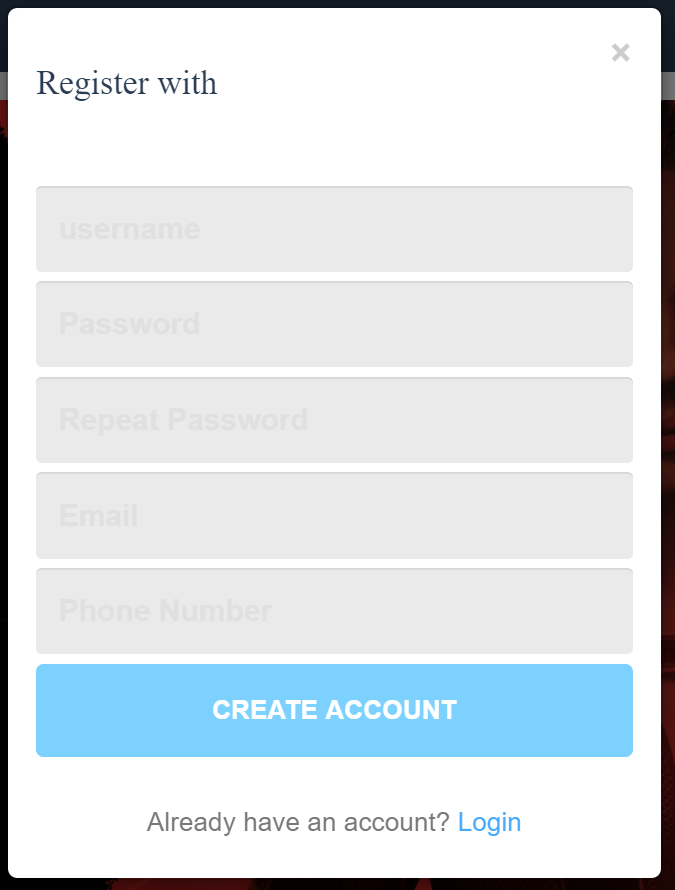 ×
Register with
username
Password
Repeat Password
Email
Phone Number
CREATE ACCOUNT
Already have an account? Login